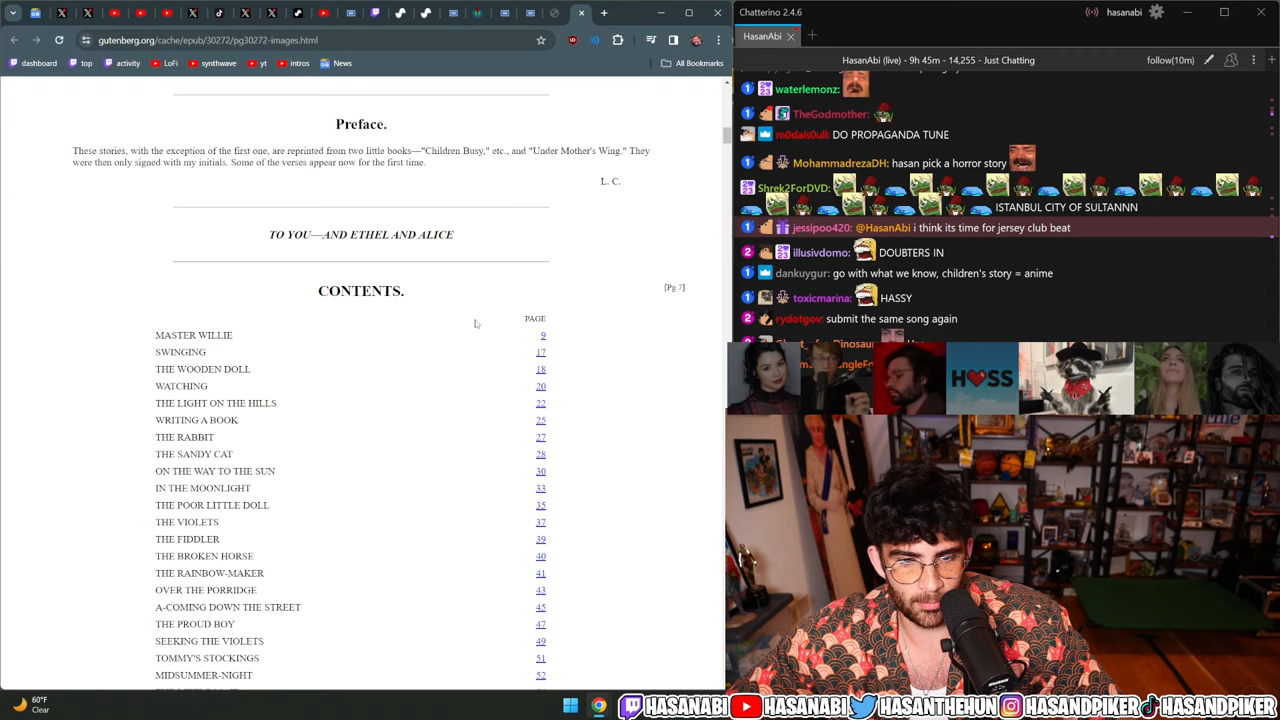 Chatterino 2.4.6
hasanabi
gutenberg.org/cache/epub/30272/pg30272-images.html
HasanAbi
dashboard
top
activity
LoFi
synthwave
yt
intros
News
All Bookmarks
HasanAbi (live) - 9h 45m - 14,255 - Just Chatting
follow(10m)
Preface.
These stories, with the exception of the first one, are reprinted from two little books—"Children Busy," etc., and "Under Mother's Wing." They
were then only signed with my initials. Some of the verses appear now for the first time.
L. C.
TO YOU—AND ETHEL AND ALICE
CONTENTS.
[Pg 7]
PAGE
MASTER WILLIE 9
SWINGING 17
THE WOODEN DOLL 18
WATCHING 20
THE LIGHT ON THE HILLS 22
WRITING A BOOK 25
THE RABBIT 27
THE SANDY CAT 28
ON THE WAY TO THE SUN 30
IN THE MOONLIGHT 33
THE POOR LITTLE DOLL 35
THE VIOLETS 37
THE FIDDLER 39
THE BROKEN HORSE 40
THE RAINBOW-MAKER 41
OVER THE PORRIDGE 43
A-COMING DOWN THE STREET 45
THE PROUD BOY 47
SEEKING THE VIOLETS 49
TOMMY'S STOCKINGS 51
MIDSUMMER-NIGHT 52
waterlemonz:
TheGodmother:
m0dals0ull: DO PROPAGANDA TUNE
MohammadrezaDH: hasan pick a horror story
Shrek2ForDVD:
ISTANBUL CITY OF SULTANNN
jessipoo420: @HasanAbi i think its time for jersey club beat
illusivdomo: DOUBTERS IN
dankuygur: go with what we know, children's story = anime
toxicmarina: HASSY
rydotgov: submit the same song again
HOSS
60°F
Clear
HASANABI
HASANABI
HASANTHEHUN
HASANDPIKER
HASANDPIKER